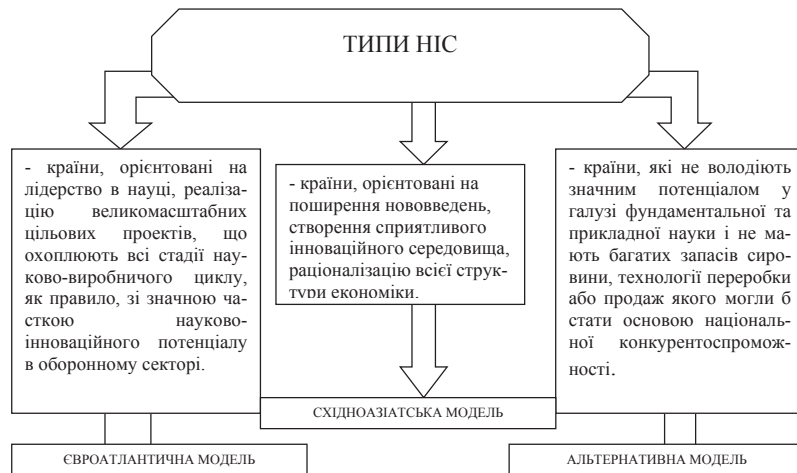 ТИПИ НІС
- країни, орієнтовані на
лідерство в науці, реаліза-
цію великомасштабних
цільових проектів, що
охоплюють всі стадії нау-
ково-виробничого циклу,
як правило, зі значною час-
ткою науково-
інноваційного потенціалу
в оборонному секторі.
- країни, орієнтовані на
поширення нововведень,
створення сприятливого
інноваційного середовища,
раціоналізацію всієї струк-
тури економіки.
- країни, які не володіють
значним потенціалом у
галузі фундаментальної та
прикладної науки і не ма-
ють багатих запасів сиро-
вини, технології переробки
або продаж якого могли б
стати основою національ-
ної конкурентоспромож-
ності.
СХІДНОАЗІАТСЬКА МОДЕЛЬ
ЄВРОАТЛАНТИЧНА МОДЕЛЬ
АЛЬТЕРНАТИВНА МОДЕЛЬ